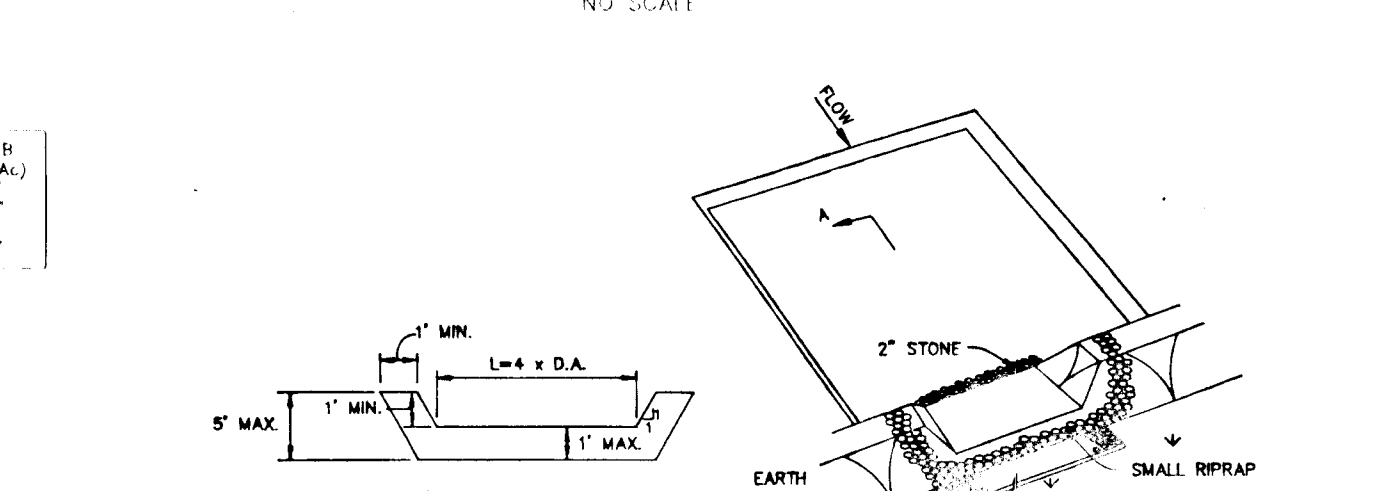 NO SCALE
B
Ac)
FLOW
A
1' MIN.
L=4 x D.A.
2" STONE
1' MIN.
1
1
5' MAX.
1' MAX.
EARTH
SMALL RIPRAP